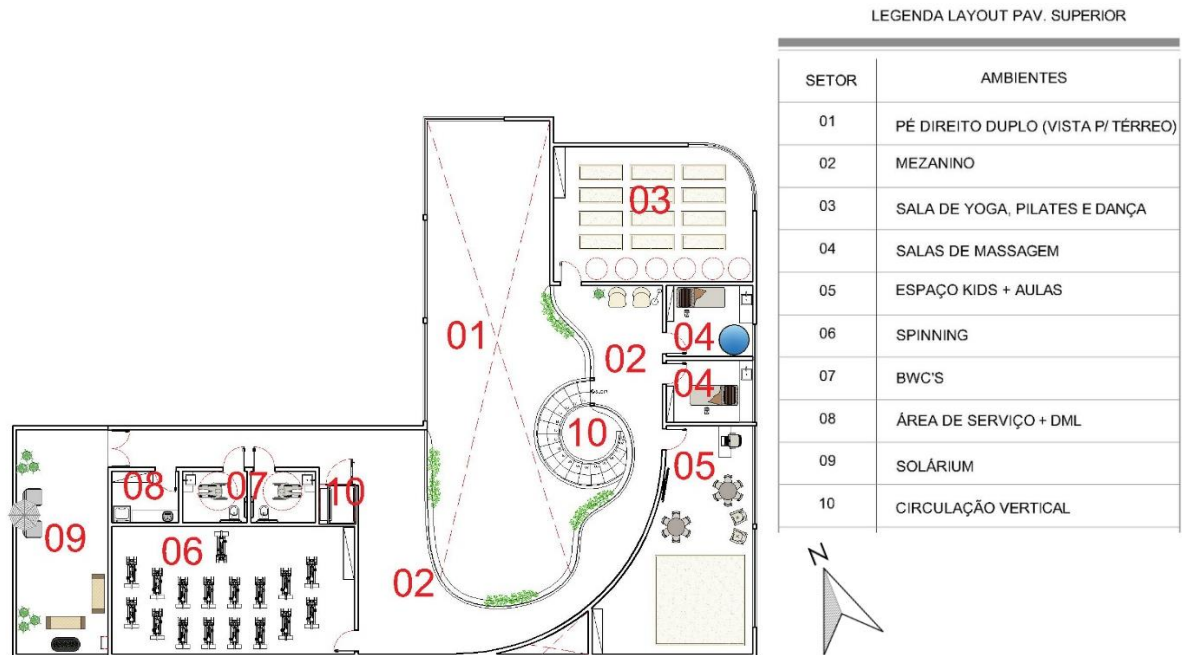 LEGENDA LAYOUT PAV. SUPERIOR
SETOR AMBIENTES
01 PÉ DIREITO DUPLO (VISTA P/ TÉRREO)
02 MEZANINO
03 SALA DE YOGA, PILATES E DANÇA
04 SALAS DE MASSAGEM
05 ESPAÇO KIDS + AULAS
06 SPINNING
07 BWC'S
08 ÁREA DE SERVIÇO + DML
09 SOLÁRIUM
10 CIRCULAÇÃO VERTICAL
N
03
01
02
04
04
10
05
08
07
10
09
06
02